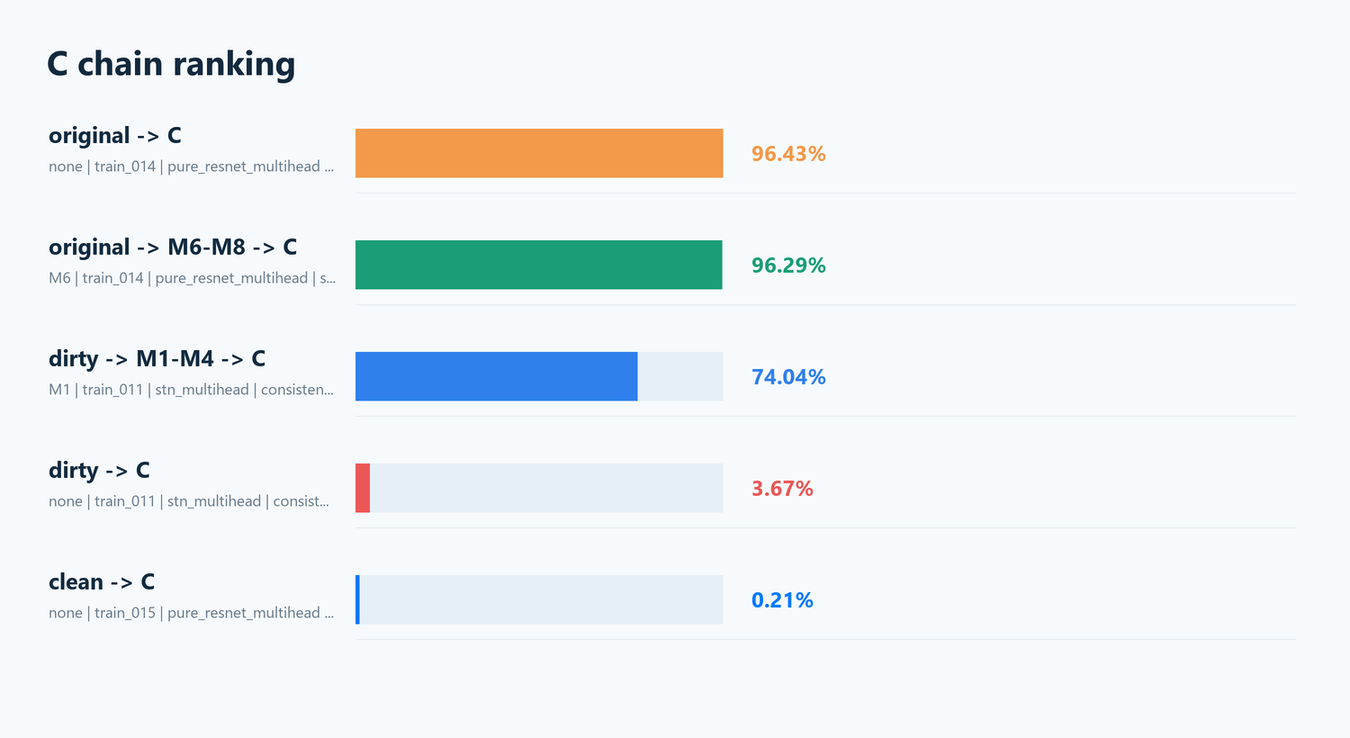 C chain ranking
original -> C
none | train_014 | pure_resnet_multihead ...
96.43%
original -> M6-M8 -> C
M6 | train_014 | pure_resnet_multihead | s...
96.29%
dirty -> M1-M4 -> C
M1 | train_011 | stn_multihead | consisten...
74.04%
dirty -> C
none | train_011 | stn_multihead | consist...
3.67%
clean -> C
none | train_015 | pure_resnet_multihead ...
0.21%